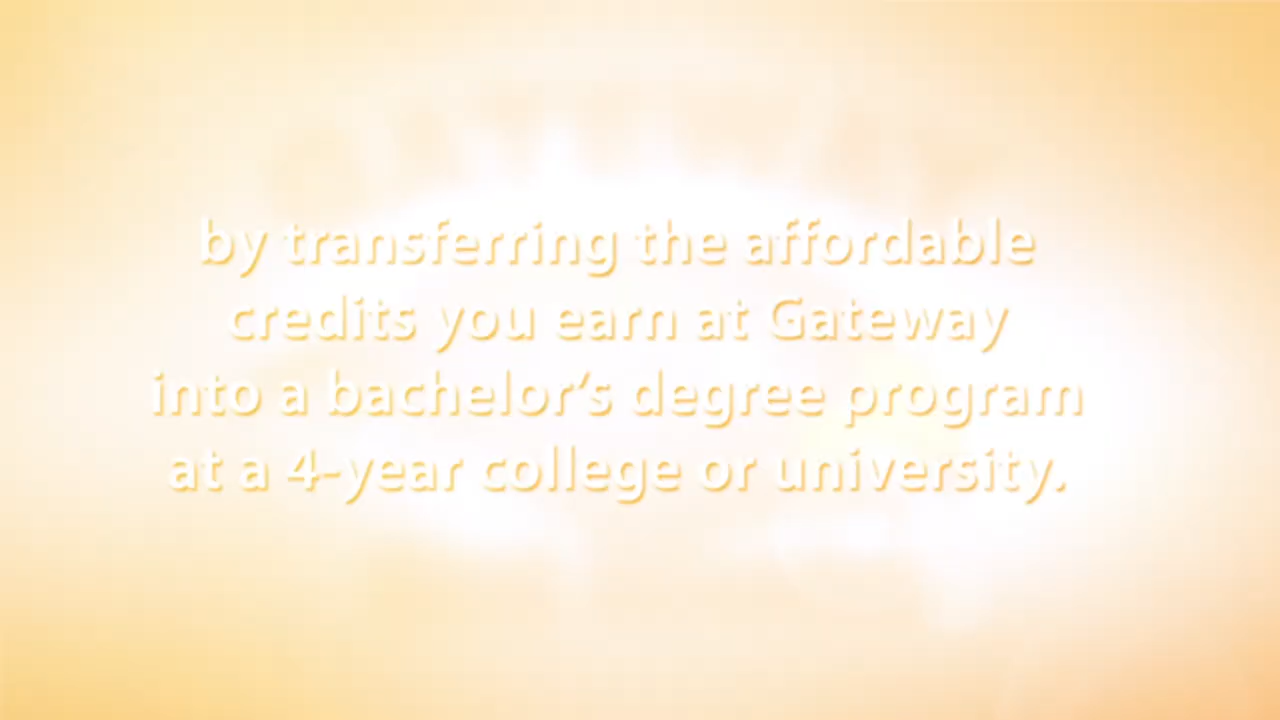 by transferring the affordable
credits you earn at Gateway
into a bachelor's degree program
at a 4-year college or university.